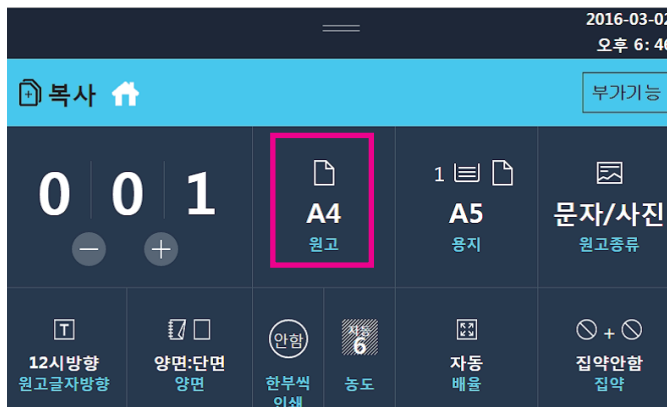 2016-03-02
오후 6: 46
복사
부가기능
0 0 1
1
A4
A5
문자/사진
원고
용지
원고종류
T
안함
자동
6
12시방향
양면:단면
자동
집약안함
원고글자방향
양면
한부씩
인쇄
농도
배율
집약